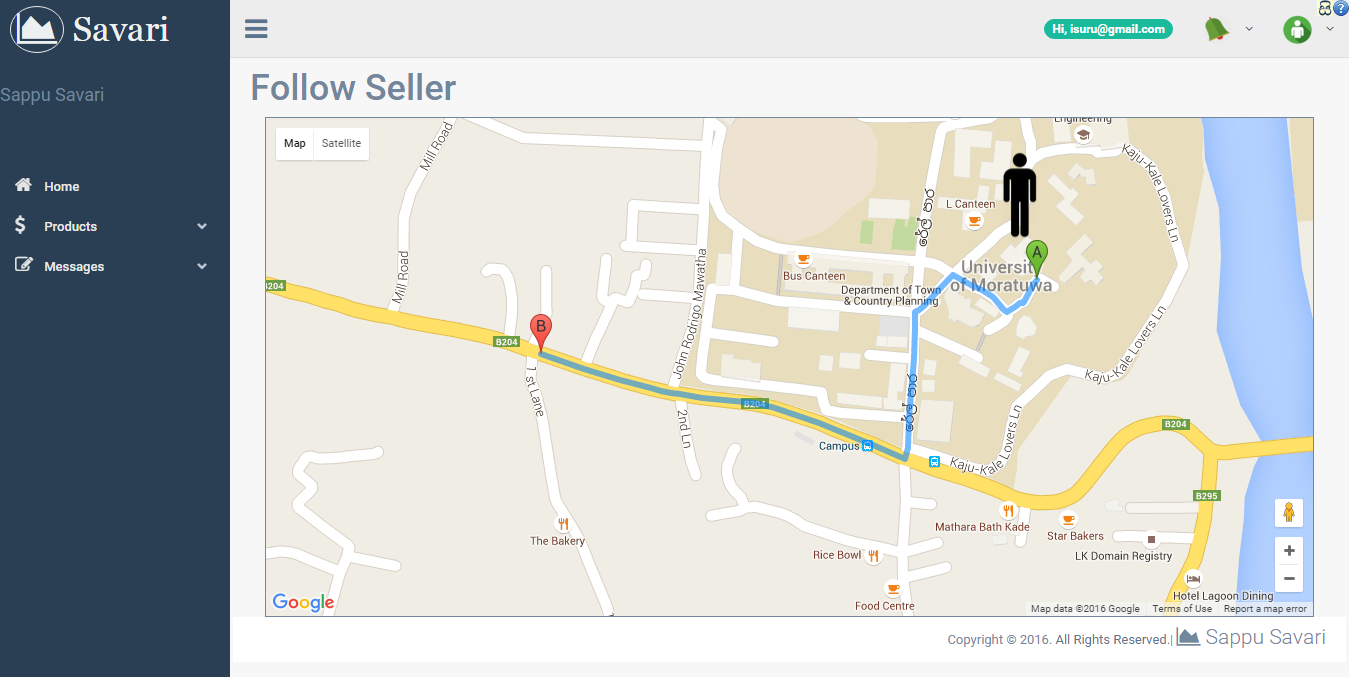 Savari
Hi, isuru@gmail.com
Sappu Savari
Home
Products
Messages
Follow Seller
Map
Satellite
Engineering
Mill Road
Kaju-Kale Lovers Ln
L Canteen
A
University
of Moratuwa
Bus Canteen
Department of Town
& Country Planning
Mill Road
John Rodrigo Mawatha
B204
B
B204
Kaju-Kale Lovers Ln
1st Lane
B204
2nd Ln
Kaju-Kale Lovers Ln
B204
Campus
Kaju-Kale Lovers Ln
B295
The Bakery
Mathara Bath Kade
Star Bakers
Rice Bowl
LK Domain Registry
Hotel Lagoon Dining
Food Centre
Google
Map data ©2016 Google
Terms of Use
Report a map error
Copyright © 2016. All Rights Reserved.| Sappu Savari